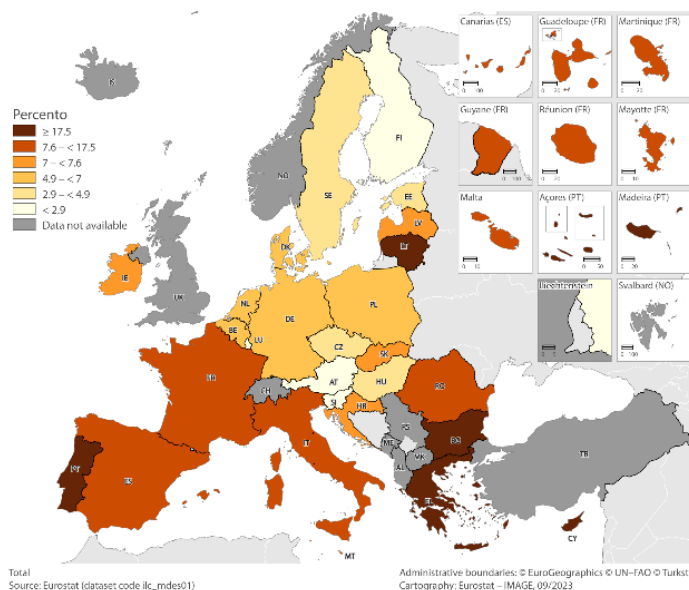 Canarias (ES)
Guadeloupe (FR)
Martinique (FR)
Guyane (FR)
Réunion (FR)
Mayotte (FR)
Malta
Açores (PT)
Madeira (PT)
Liechtenstein
Svalbard (NO)
Percento
≥ 17.5
7.6 – < 17.5
7 – < 7.6
4.9 – < 7
2.9 – < 4.9
< 2.9
Data not available
IS
NO
SE
FI
EE
LV
LT
DK
IE
UK
NL
BE
LU
DE
PL
CZ
SK
AT
HU
SI
HR
FR
CH
IT
RO
RS
BG
ME
MK
AL
EL
TR
PT
ES
MT
CY
Total
Source: Eurostat (dataset code ilc_mdes01)
Administrative boundaries: © EuroGeographics © UN–FAO © Turkst
Cartography: Eurostat – IMAGE, 09/2023